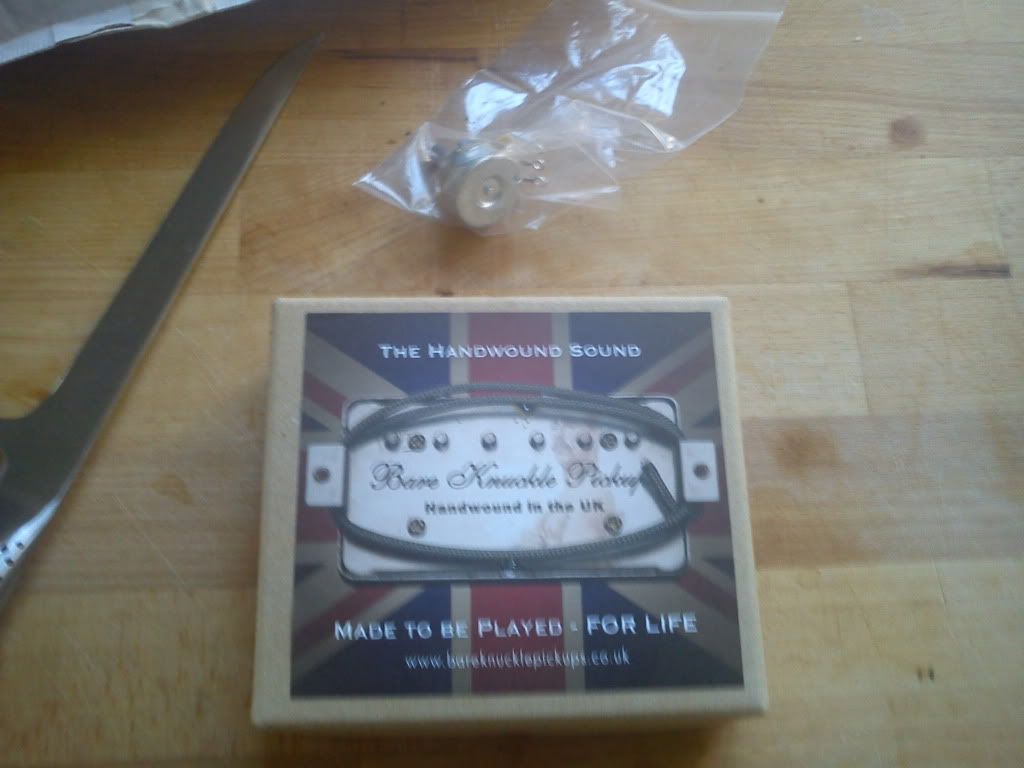 The Handwound Sound
Bare Knuckle Pickup
Handwound in the UK
Made to be Played - FOR LIFE
www.bareknucklepickups.co.uk